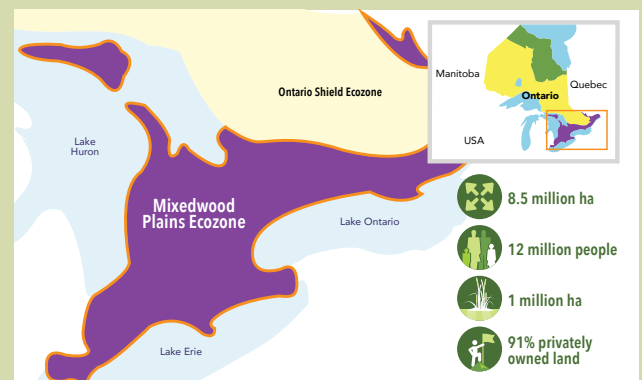 Ontario Shield Ecozone
Manitoba
Quebec
Ontario
USA
Lake
Huron
Mixedwood
Plains Ecozone
Lake Ontario
Lake Erie
8.5 million ha
12 million people
1 million ha
91% privately
owned land